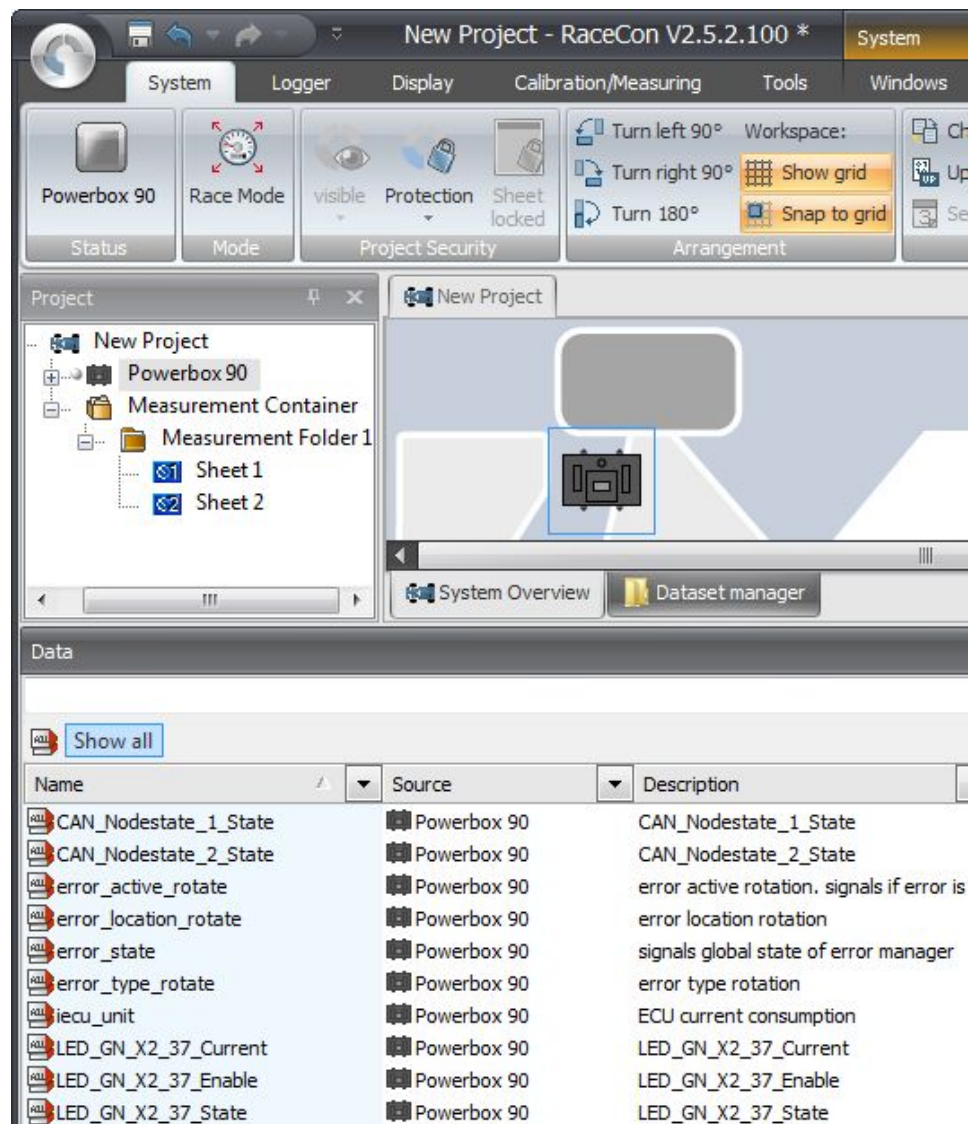 New Project - RaceCon V2.5.2.100 *
System
System Logger Display Calibration/Measuring Tools Windows
Powerbox 90
Status
Race Mode
Mode
visible
Protection
Sheet locked
Project Security
Turn left 90°
Turn right 90°
Turn 180°
Workspace:
Show grid
Snap to grid
Arrangement
Project
New Project
Powerbox 90
Measurement Container
Measurement Folder 1
Sheet 1
Sheet 2
New Project
System Overview
Dataset manager
Data
Show all
Name Source Description
CAN_Nodestate_1_State Powerbox 90 CAN_Nodestate_1_State
CAN_Nodestate_2_State Powerbox 90 CAN_Nodestate_2_State
error_active_rotate Powerbox 90 error active rotation. signals if error is
error_location_rotate Powerbox 90 error location rotation
error_state Powerbox 90 signals global state of error manager
error_type_rotate Powerbox 90 error type rotation
iecu_unit Powerbox 90 ECU current consumption
LED_GN_X2_37_Current Powerbox 90 LED_GN_X2_37_Current
LED_GN_X2_37_Enable Powerbox 90 LED_GN_X2_37_Enable
LED_GN_X2_37_State Powerbox 90 LED_GN_X2_37_State